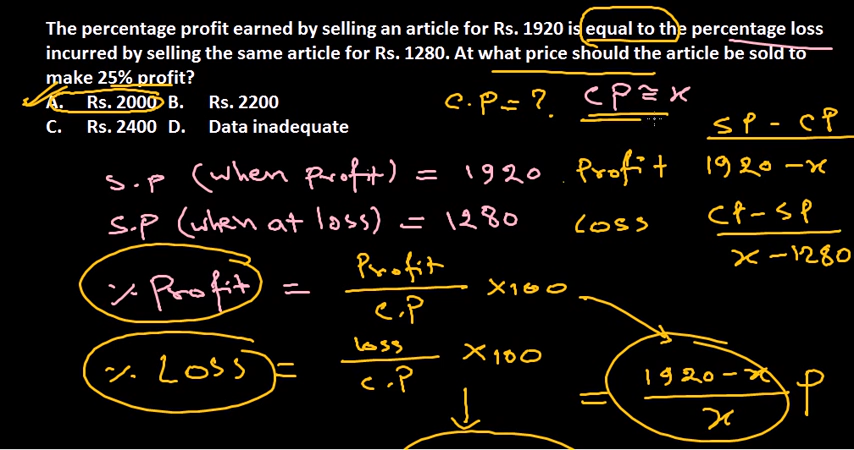 The percentage profit earned by selling an article for Rs. 1920 is equal to the percentage loss
incurred by selling the same article for Rs. 1280. At what price should the article be sold to
make 25% profit?
A. Rs. 2000 B. Rs. 2200
C. Rs. 2400 D. Data inadequate
C.P = ? CP ≅ x
S.P (when Profit) = 1920 Profit
SP - CP
1920 - x
S.P (when at loss) = 1280 Loss
CP - SP
x - 1280
% Profit = Profit / C.P × 100
% Loss = Loss / C.P × 100
= 1920 - x / x P